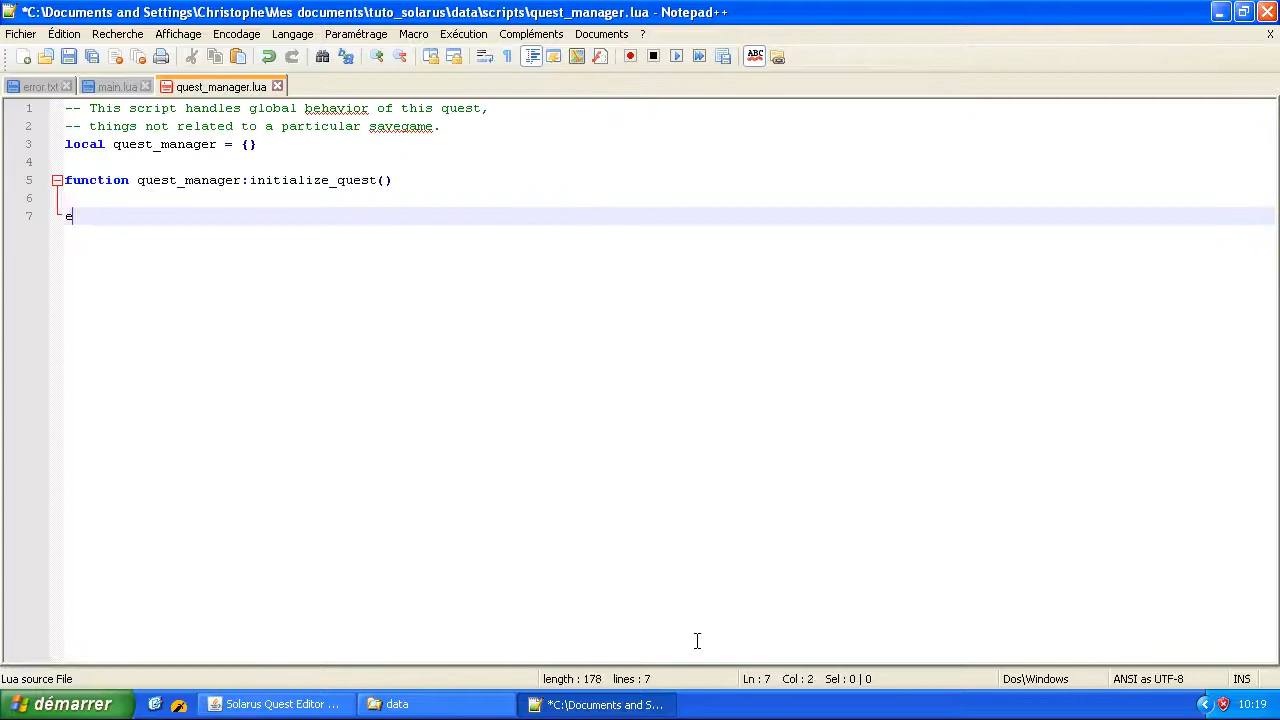 *C:\Documents and Settings\Christophe\Mes documents\tuto_solarus\data\scripts\quest_manager.lua - Notepad++
Fichier Édition Recherche Affichage Encodage Langage Paramétrage Macro Exécution Compléments Documents ? X
ABC
error.txt main.lua quest_manager.lua
1 -- This script handles global behavior of this quest,
2 -- things not related to a particular savegame.
3 local quest_manager = {}
4
5 function quest_manager:initialize_quest()
6
7 e
Lua source File length : 178 lines : 7 Ln : 7 Col : 2 Sel : 0 | 0 Dos\Windows ANSI as UTF-8 INS
démarrer Solarus Quest Editor ... data *C:\Documents and S... 10:19